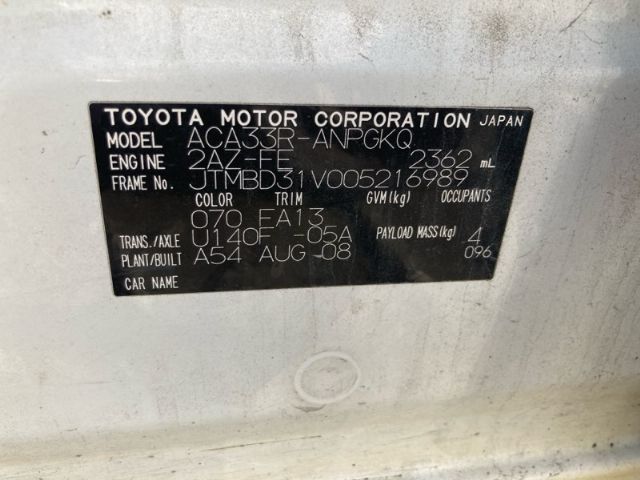 TOYOTA MOTOR CORPORATION JAPAN
MODEL ACA33R-ANPGKQ
ENGINE 2AZ-FE 2362 mL
FRAME No. JTMBD31V005216989
COLOR TRIM GVM(kg) OCCUPANTS
070 FA13
TRANS./AXLE U140F -05A PAYLOAD MASS(kg) 4
PLANT/BUILT A54 AUG-08 096
CAR NAME